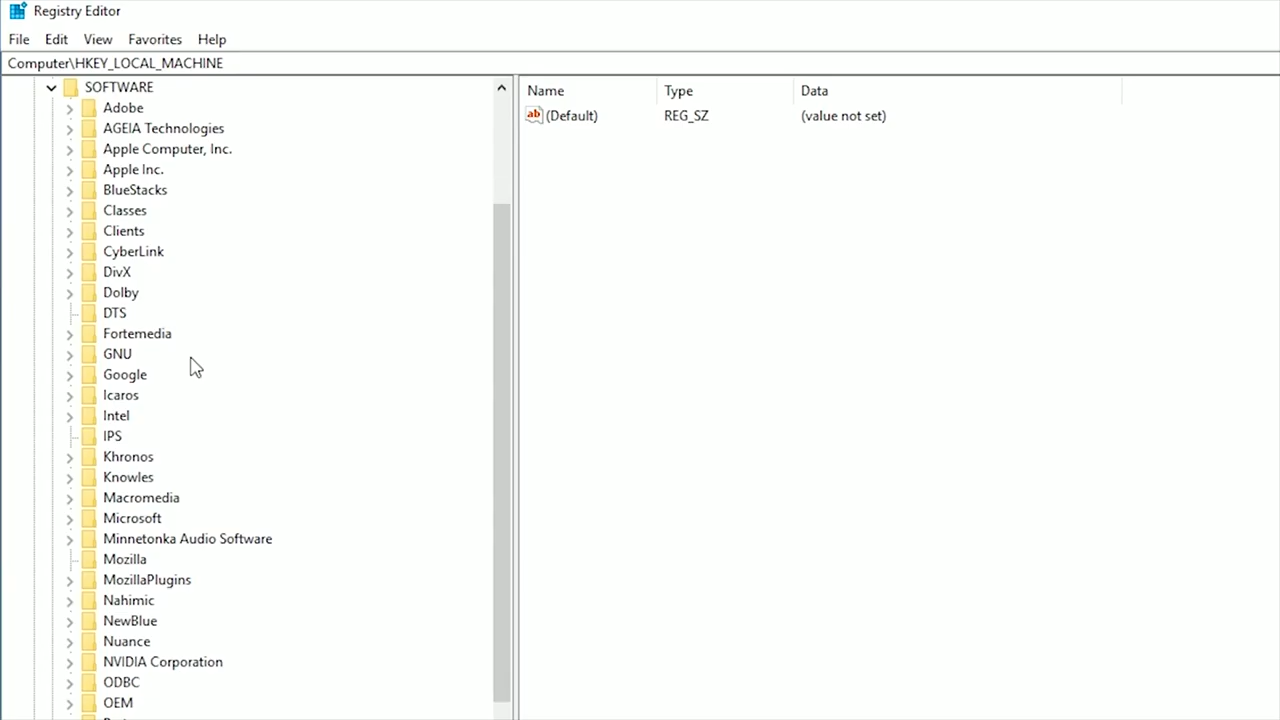 Registry Editor
File Edit View Favorites Help
Computer\HKEY_LOCAL_MACHINE
SOFTWARE
Adobe
AGEIA Technologies
Apple Computer, Inc.
Apple Inc.
BlueStacks
Classes
Clients
CyberLink
DivX
Dolby
DTS
Fortemedia
GNU
Google
Icaros
Intel
IPS
Khronos
Knowles
Macromedia
Microsoft
Minnetonka Audio Software
Mozilla
MozillaPlugins
Nahimic
NewBlue
Nuance
NVIDIA Corporation
ODBC
OEM
Name Type Data
ab (Default) REG_SZ (value not set)